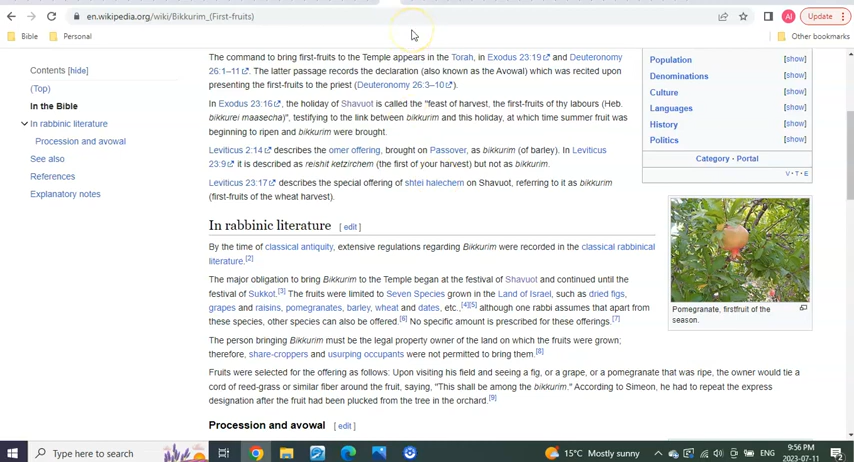 en.wikipedia.org/wiki/Bikkurim_(First-fruits)
AI
Update
Bible
Personal
Other bookmarks
Contents [hide]
(Top)
In the Bible
In rabbinic literature
Procession and avowal
See also
References
Explanatory notes
The command to bring first-fruits to the Temple appears in the Torah, in Exodus 23:19 and Deuteronomy
26:1–11. The latter passage records the declaration (also known as the Avowal) which was recited upon
presenting the first-fruits to the priest (Deuteronomy 26:3–10).
In Exodus 23:16, the holiday of Shavuot is called the "feast of harvest, the first-fruits of thy labours (Heb.
bikkurei maasecha)", testifying to the link between bikkurim and this holiday, at which time summer fruit was
beginning to ripen and bikkurim were brought.
Leviticus 2:14 describes the omer offering, brought on Passover, as bikkurim (of barley). In Leviticus
23:9 it is described as reishit ketzirchem (the first of your harvest) but not as bikkurim.
Leviticus 23:17 describes the special offering of shtei halechem on Shavuot, referring to it as bikkurim
(first-fruits of the wheat harvest).
In rabbinic literature [ edit ]
By the time of classical antiquity, extensive regulations regarding Bikkurim were recorded in the classical rabbinical
literature.[2]
The major obligation to bring Bikkurim to the Temple began at the festival of Shavuot and continued until the
festival of Sukkot.[3] The fruits were limited to Seven Species grown in the Land of Israel, such as dried figs,
grapes and raisins, pomegranates, barley, wheat and dates, etc.,[4][5] although one rabbi assumes that apart from
these species, other species can also be offered.[6] No specific amount is prescribed for these offerings.[7]
The person bringing Bikkurim must be the legal property owner of the land on which the fruits were grown;
therefore, share-croppers and usurping occupants were not permitted to bring them.[8]
Fruits were selected for the offering as follows: Upon visiting his field and seeing a fig, or a grape, or a pomegranate that was ripe, the owner would tie a
cord of reed-grass or similar fiber around the fruit, saying, "This shall be among the bikkurim." According to Simeon, he had to repeat the express
designation after the fruit had been plucked from the tree in the orchard.[9]
Procession and avowal [ edit ]
Population [show]
Denominations [show]
Culture [show]
Languages [show]
History [show]
Politics [show]
Category · Portal
V · T · E
Pomegranate, firstfruit of the
season.
Type here to search
15°C Mostly sunny
ENG
9:56 PM
2023-07-11
2